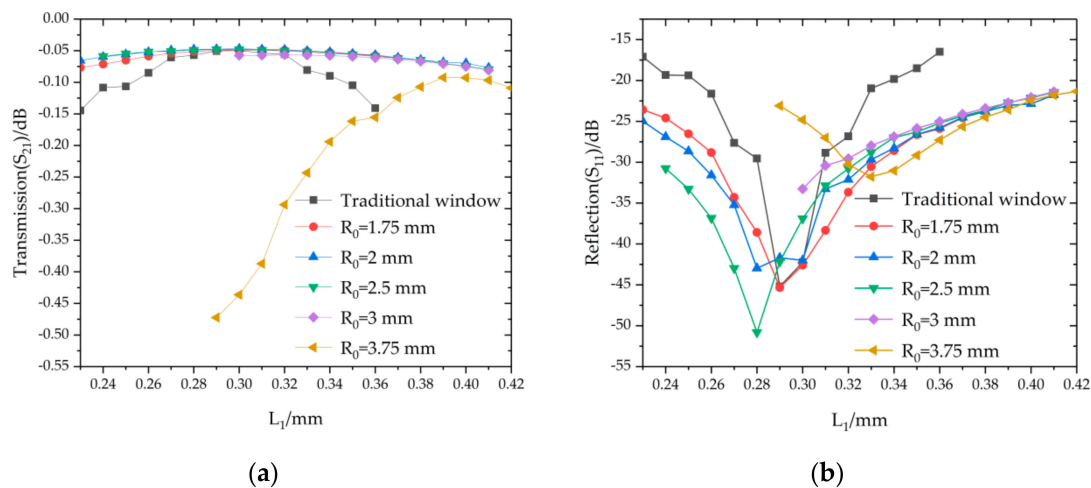 0.00
-0.05
-0.10
-0.15
-0.20
-0.25
-0.30
-0.35
-0.40
-0.45
-0.50
-0.55
Transmission(S21)/dB
Traditional window
R0=1.75 mm
R0=2 mm
R0=2.5 mm
R0=3 mm
R0=3.75 mm
0.24 0.26 0.28 0.30 0.32 0.34 0.36 0.38 0.40 0.42
L1/mm
(a)
-15
-20
-25
-30
-35
-40
-45
-50
-55
Reflection(S11)/dB
Traditional window
R0=1.75 mm
R0=2 mm
R0=2.5 mm
R0=3 mm
R0=3.75 mm
0.24 0.26 0.28 0.30 0.32 0.34 0.36 0.38 0.40 0.42
L1/mm
(b)